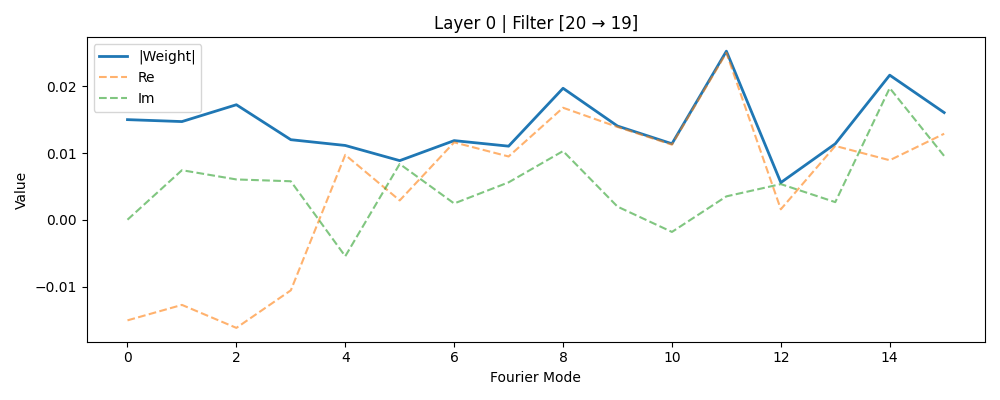 Layer 0 | Filter [20 → 19]
|Weight|
Re
Im
0.02
0.01
0.00
−0.01
Value
0 2 4 6 8 10 12 14
Fourier Mode